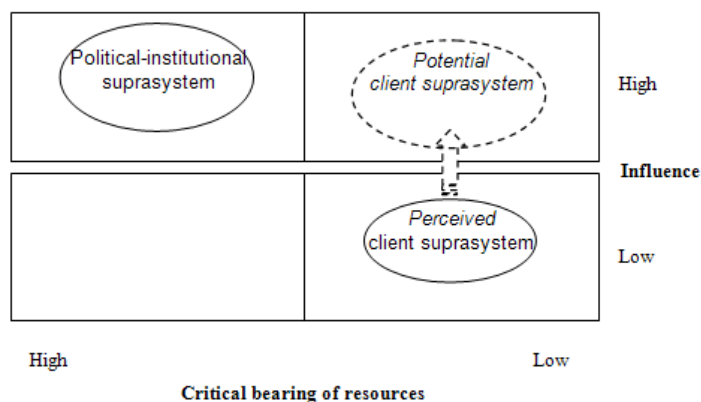 Political-institutional
suprasystem
Potential
client suprasystem
High
Influence
Perceived
client suprasystem
Low
High
Low
Critical bearing of resources